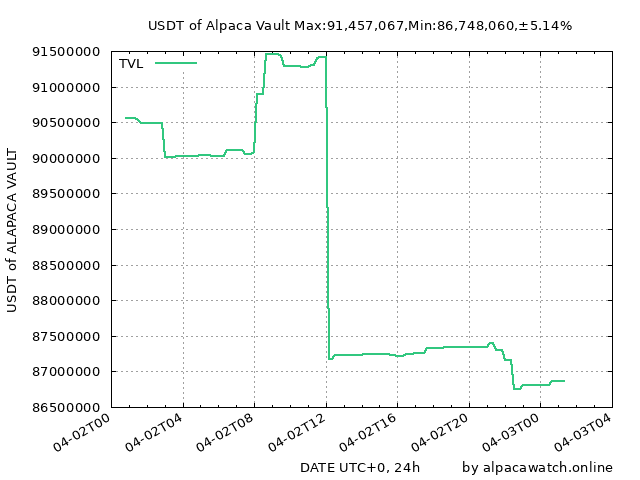 USDT of Alpaca Vault Max:91,457,067,Min:86,748,060,±5.14%
TVL
91500000
91000000
90500000
90000000
89500000
89000000
88500000
88000000
87500000
87000000
86500000
USDT of ALAPACA VAULT
04-02T00
04-02T04
04-02T08
04-02T12
04-02T16
04-02T20
04-03T00
04-03T04
DATE UTC+0, 24h
by alpacawatch.online